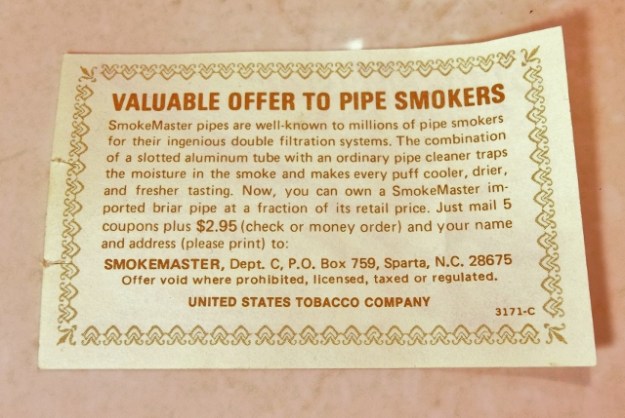 VALUABLE OFFER TO PIPE SMOKERS
SmokeMaster pipes are well-known to millions of pipe smokers
for their ingenious double filtration systems. The combination
of a slotted aluminum tube with an ordinary pipe cleaner traps
the moisture in the smoke and makes every puff cooler, drier,
and fresher tasting. Now, you can own a SmokeMaster im-
ported briar pipe at a fraction of its retail price. Just mail 5
coupons plus $2.95 (check or money order) and your name
and address (please print) to:
SMOKEMASTER, Dept. C, P.O. Box 759, Sparta, N.C. 28675
Offer void where prohibited, licensed, taxed or regulated.
UNITED STATES TOBACCO COMPANY
3171-C